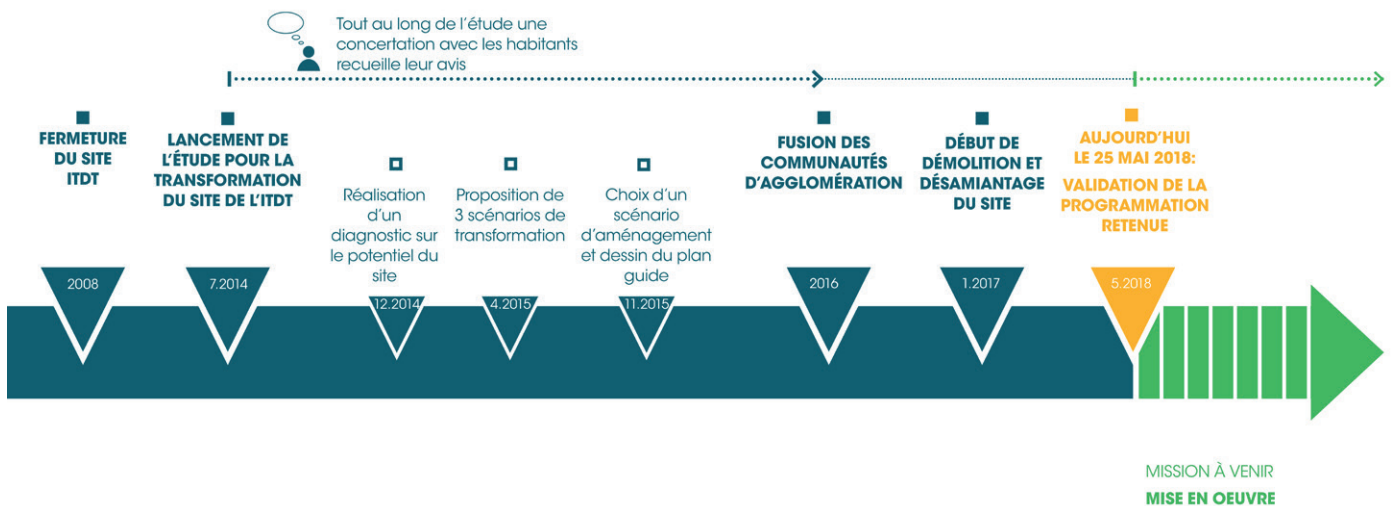 Tout au long de l'étude une
concertation avec les habitants
recueille leur avis
FERMETURE
DU SITE
ITDT
LANCEMENT DE
L'ÉTUDE POUR LA
TRANSFORMATION
DU SITE DE L'ITDT
Réalisation
d'un
diagnostic sur
le potentiel du
site
Proposition de
3 scénarios de
transformation
Choix d'un
scénario
d'aménagement
et dessin du plan
guide
FUSION DES
COMMUNAUTÉS
D'AGGLOMÉRATION
DÉBUT DE
DÉMOLITION ET
DÉSAMIANTAGE
DU SITE
AUJOURD'HUI
LE 25 MAI 2018:
VALIDATION DE LA
PROGRAMMATION
RETENUE
2008
7.2014
12.2014
4.2015
11.2015
2016
1.2017
5.2018
MISSION À VENIR
MISE EN OEUVRE